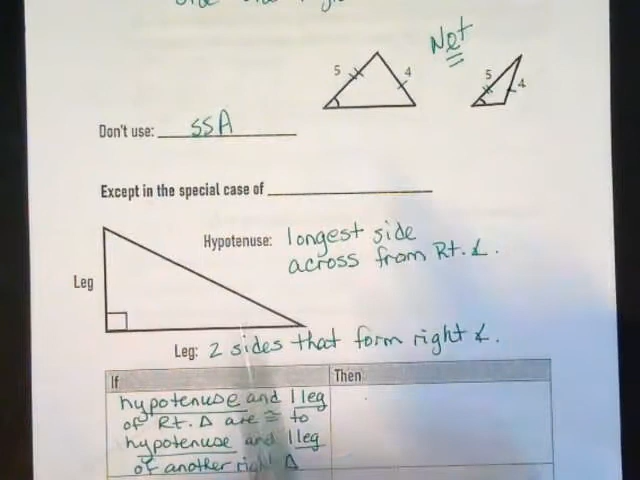 Not
5
4
5
4
Don't use: SSA
Except in the special case of
Hypotenuse: longest side
across from Rt. ∡.
Leg
Leg: 2 sides that form right ∡.
If
Then
hypotenuse and 1 leg
of Rt. Δ are ≅ to
hypotenuse and 1 leg
of another right Δ